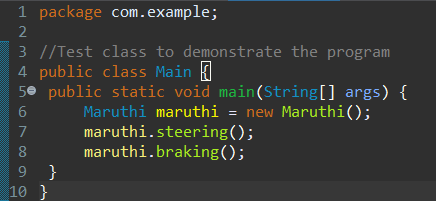 1 package com.example;
2
3 //Test class to demonstrate the program
4 public class Main {
5 public static void main(String[] args) {
6 Maruthi maruthi = new Maruthi();
7 maruthi.steering();
8 maruthi.braking();
9 }
10 }